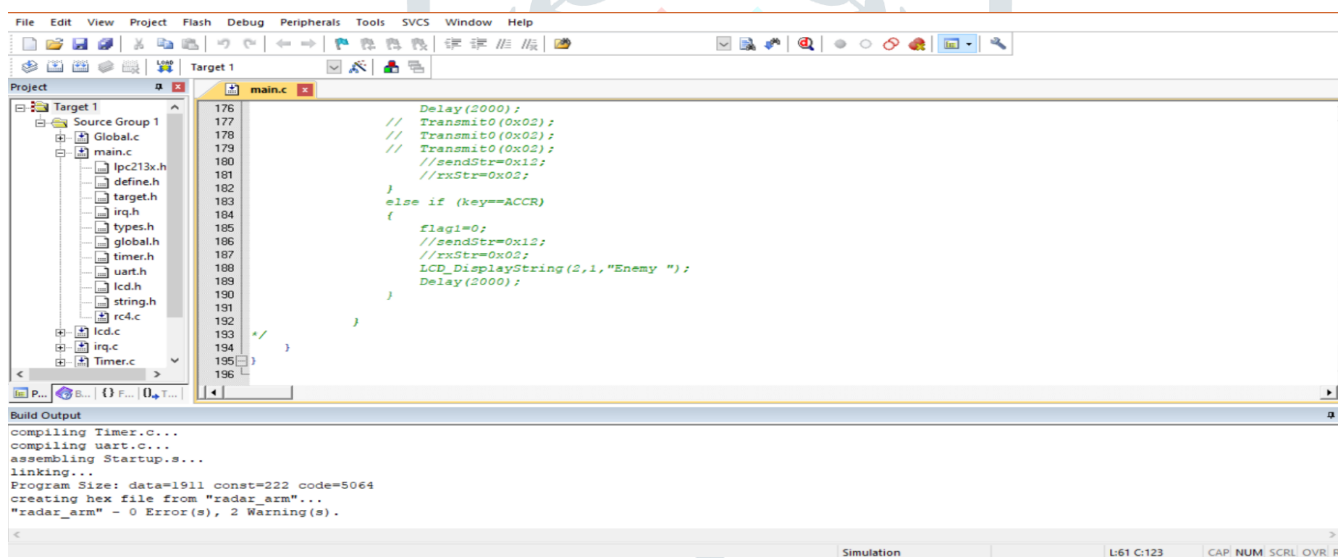 File Edit View Project Flash Debug Peripherals Tools SVCS Window Help
LOAD Target 1
Project
main.c
Target 1
Source Group 1
Global.c
main.c
lpc213x.h
define.h
target.h
irq.h
types.h
global.h
timer.h
uart.h
lcd.h
string.h
rc4.c
lcd.c
irq.c
Timer.c
P... B... {} F... 0 T...
176 Delay(2000);
177 // Transmit0(0x02);
178 // Transmit0(0x02);
179 // Transmit0(0x02);
180 //sendStr=0x12;
181 //rxStr=0x02;
182 }
183 else if (key==ACCR)
184 {
185 flag1=0;
186 //sendStr=0x12;
187 //rxStr=0x02;
188 LCD_DisplayString(2,1,"Enemy ");
189 Delay(2000);
190 }
191
192 }
193 */
194 }
195 }
196
Build Output
compiling Timer.c...
compiling uart.c...
assembling Startup.s...
linking...
Program Size: data=1911 const=222 code=5064
creating hex file from "radar_arm"...
"radar_arm" - 0 Error(s), 2 Warning(s).
Simulation L:61 C:123 CAP NUM SCRL OVR R